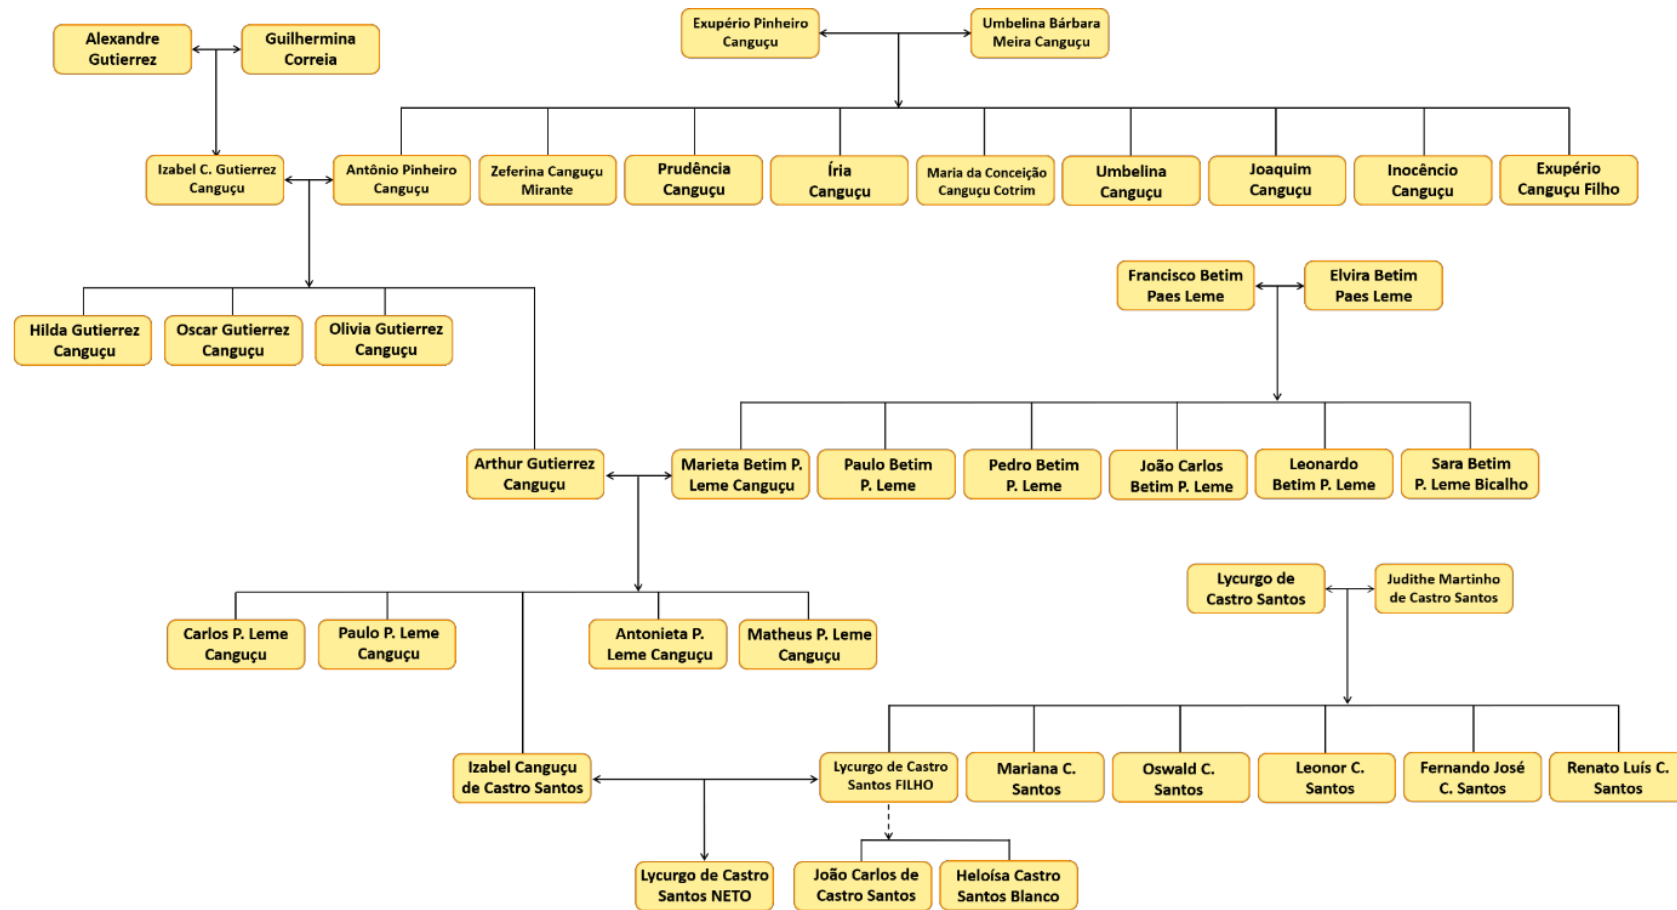 Exupério Pinheiro
Canguçu
Umbelina Bárbara
Meira Canguçu
Alexandre
Gutierrez
Guilhermina
Correia
Izabel C. Gutierrez
Canguçu
Antônio Pinheiro
Canguçu
Zeferina Canguçu
Mirante
Prudência
Canguçu
Íria
Canguçu
Maria da Conceição
Canguçu Cotrim
Umbelina
Canguçu
Joaquim
Canguçu
Inocêncio
Canguçu
Exupério
Canguçu Filho
Francisco Betim
Paes Leme
Elvira Betim
Paes Leme
Hilda Gutierrez
Canguçu
Oscar Gutierrez
Canguçu
Olivia Gutierrez
Canguçu
Arthur Gutierrez
Canguçu
Marieta Betim P.
Leme Canguçu
Paulo Betim
P. Leme
Pedro Betim
P. Leme
João Carlos
Betim P. Leme
Leonardo
Betim P. Leme
Sara Betim
P. Leme Bicalho
Lycurgo de
Castro Santos
Judithe Martinho
de Castro Santos
Carlos P. Leme
Canguçu
Paulo P. Leme
Canguçu
Antonieta P.
Leme Canguçu
Matheus P. Leme
Canguçu
Izabel Canguçu
de Castro Santos
Lycurgo de Castro
Santos FILHO
Mariana C.
Santos
Oswald C.
Santos
Leonor C.
Santos
Fernando José
C. Santos
Renato Luís C.
Santos
Lycurgo de Castro
Santos NETO
João Carlos de
Castro Santos
Heloísa Castro
Santos Blanco